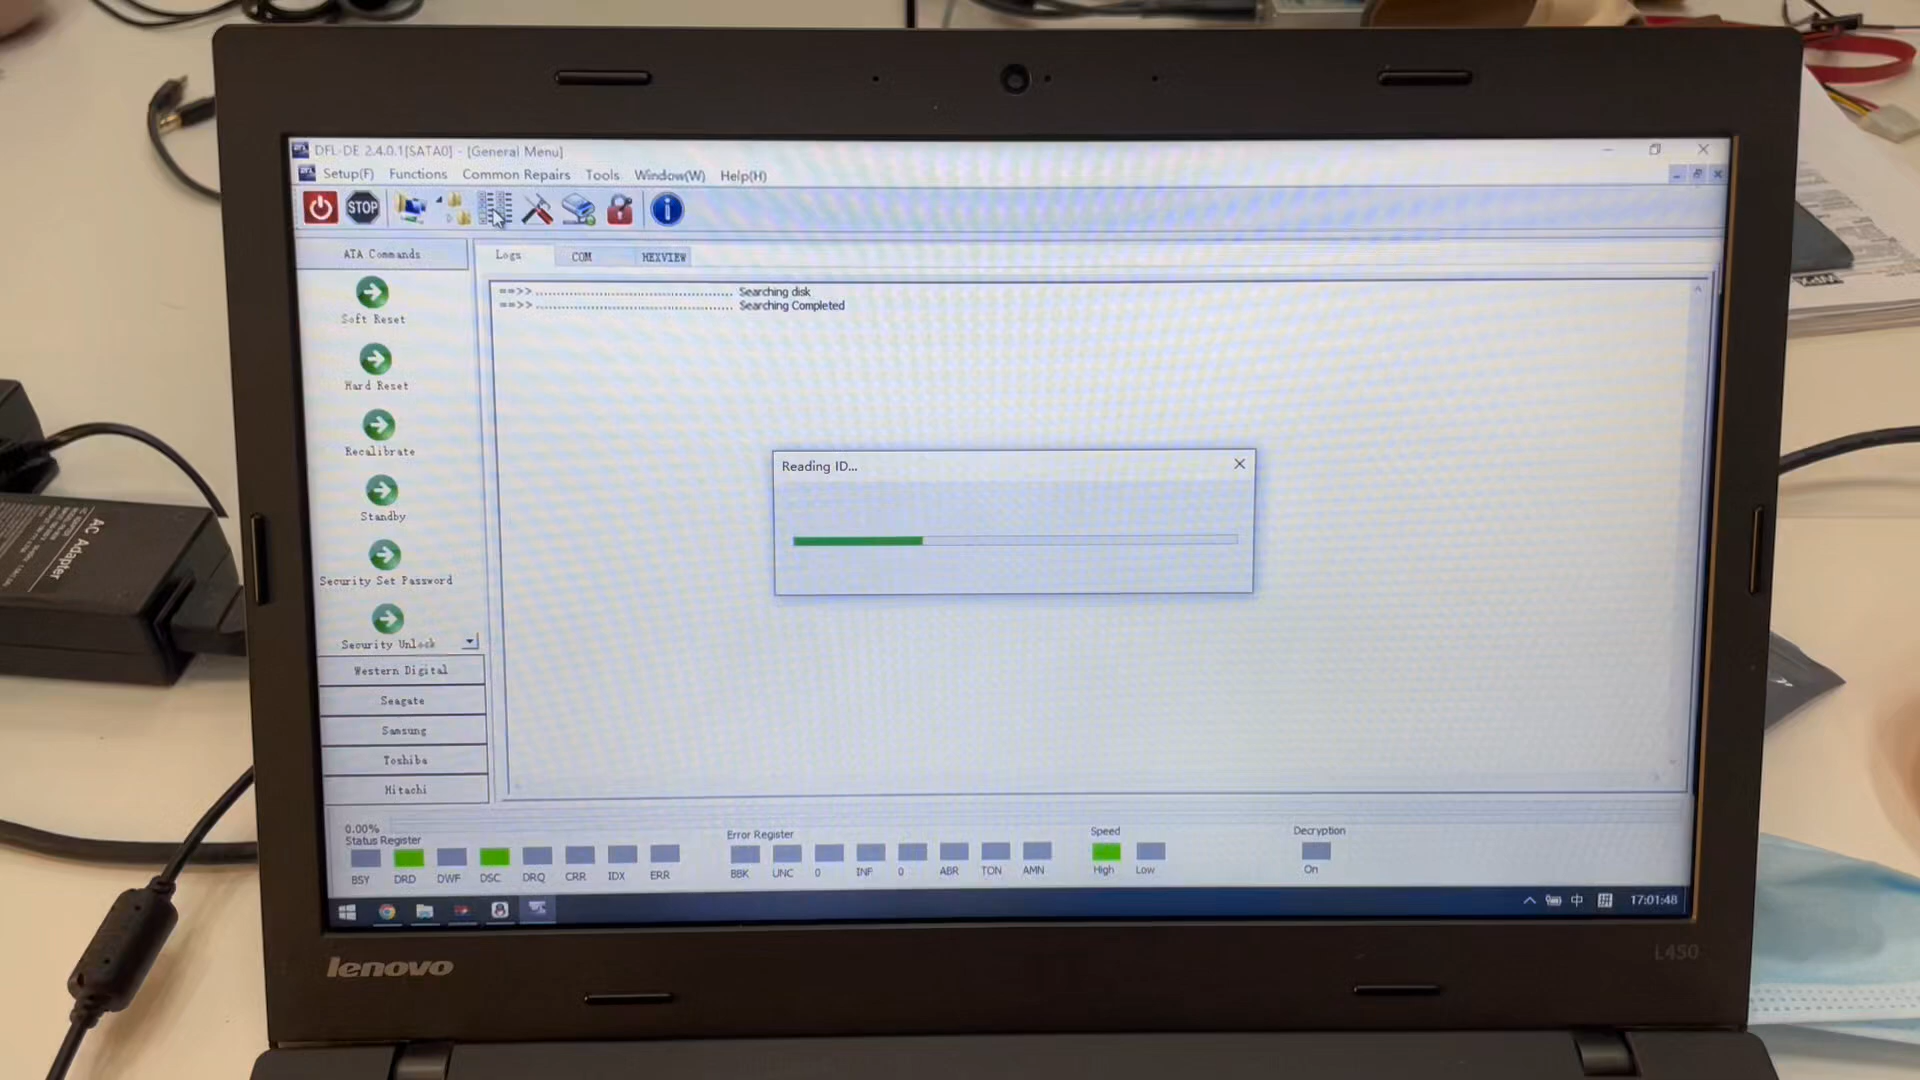 DFL-DE 2.4.0.1[SATA0] - [General Menu]
Setup(F) Functions Common Repairs Tools Window(W) Help(H)
STOP
ATA Commands
Logs COM HEXVIEW
==>> Searching disk
==>> Searching Completed
Soft Reset
Hard Reset
Recalibrate
Standby
Security Set Password
Security Unlock
Reading ID...
Western Digital
Seagate
Samsung
Toshiba
Hitachi
0.00%
Status Register Error Register Speed Decryption
BSY DRD DWF DSC DRQ CRR IDX ERR BBK UNC 0 INF 0 ABR TON AMN High Low On
中 拼 17:01:48
lenovo
L450
AC Adapter